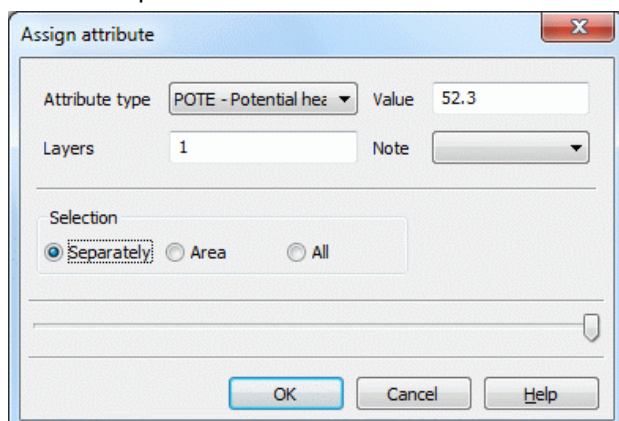 Assign attribute
Attribute type POTE - Potential hea Value 52.3
Layers 1 Note
Selection
Separately Area All
OK Cancel Help